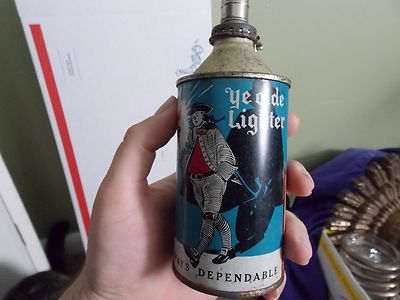 Ye olde
Lighter
AYS DEPENDABLE